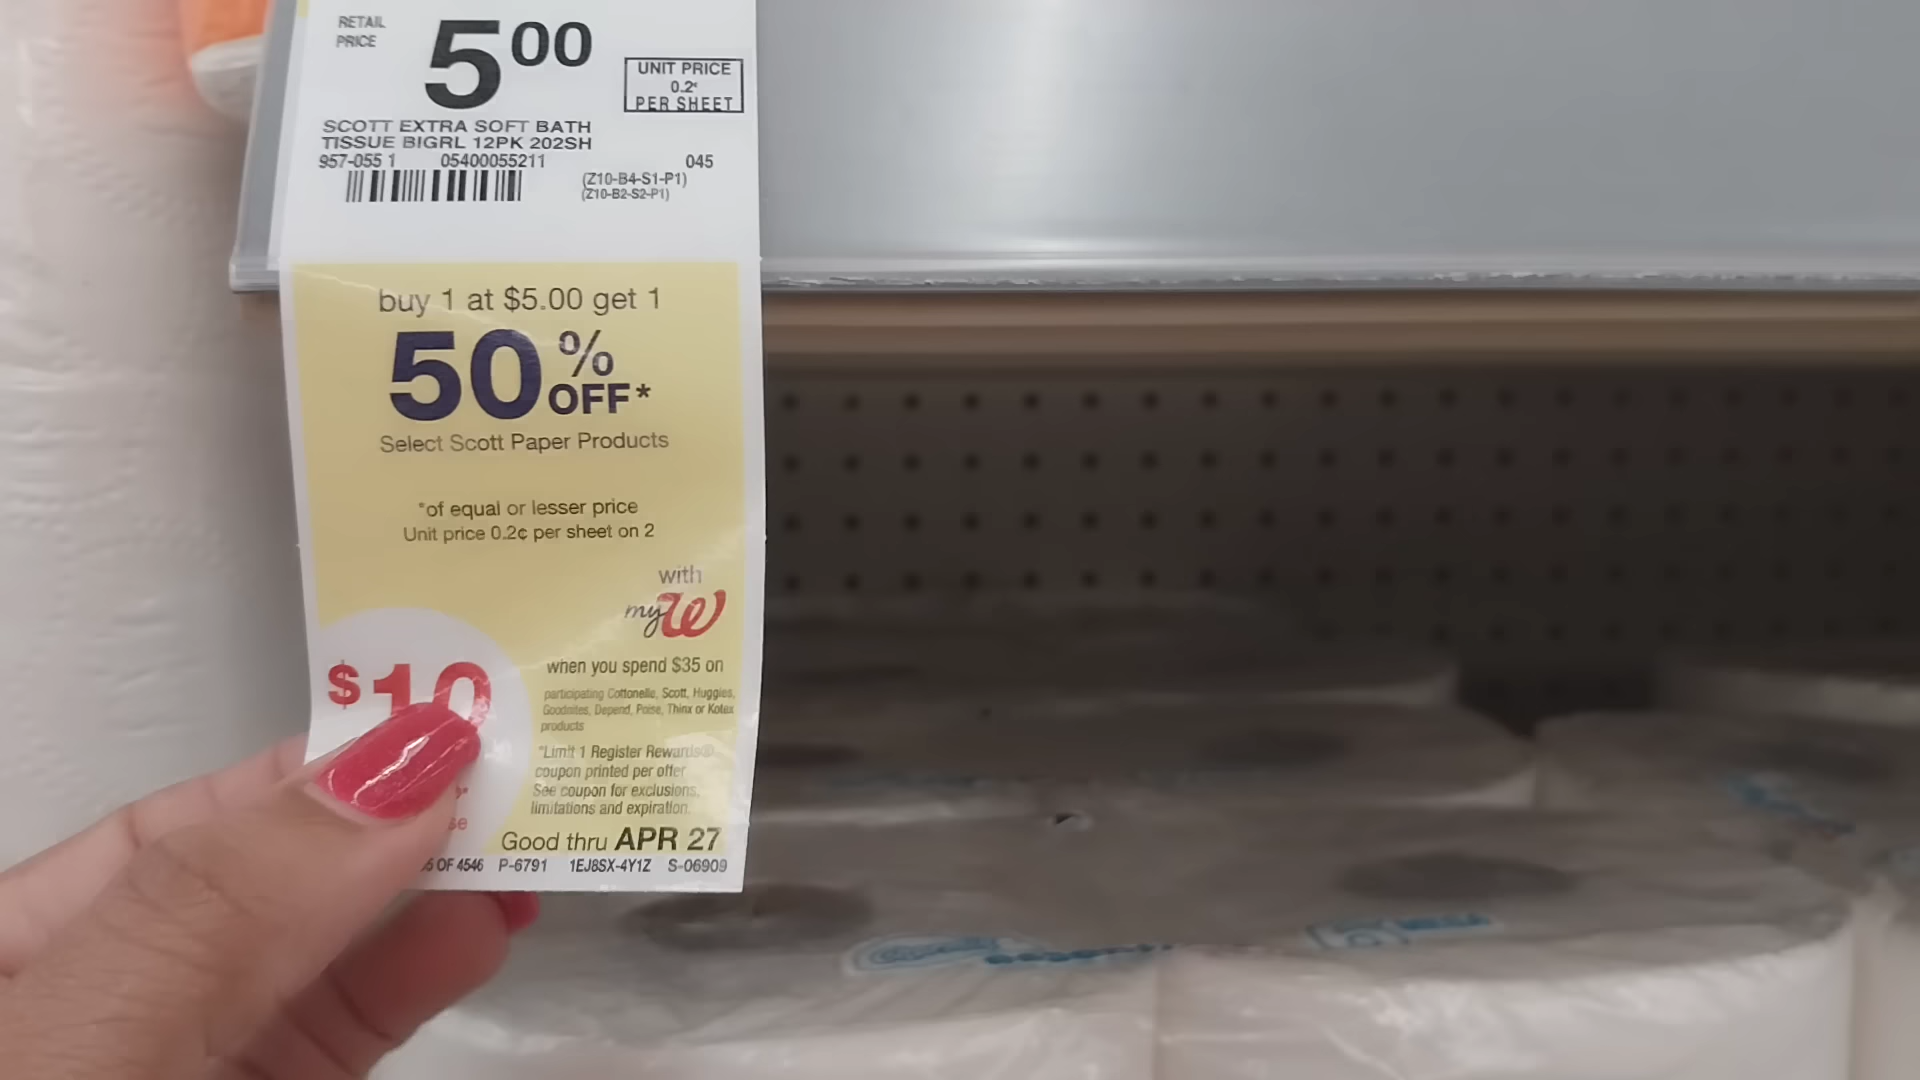 RETAIL
PRICE
5 00
UNIT PRICE
0.2¢
PER SHEET
SCOTT EXTRA SOFT BATH
TISSUE BIGRL 12PK 202SH
957-055 1 05400055211 045
(Z10-B4-S1-P1)
(Z10-B2-S2-P1)
buy 1 at $5.00 get 1
50%
OFF*
Select Scott Paper Products
*of equal or lesser price
Unit price 0.2¢ per sheet on 2
with
myW
$10
when you spend $35 on
participating Cottonelle, Scott, Huggies,
Goodnites, Depend, Poise, Thinx or Kotex
products
*Limit 1 Register Rewards®
coupon printed per offer
See coupon for exclusions,
limitations and expiration.
Good thru APR 27
OF 4546 P-6791 1EJ8SX-4Y1Z S-06909